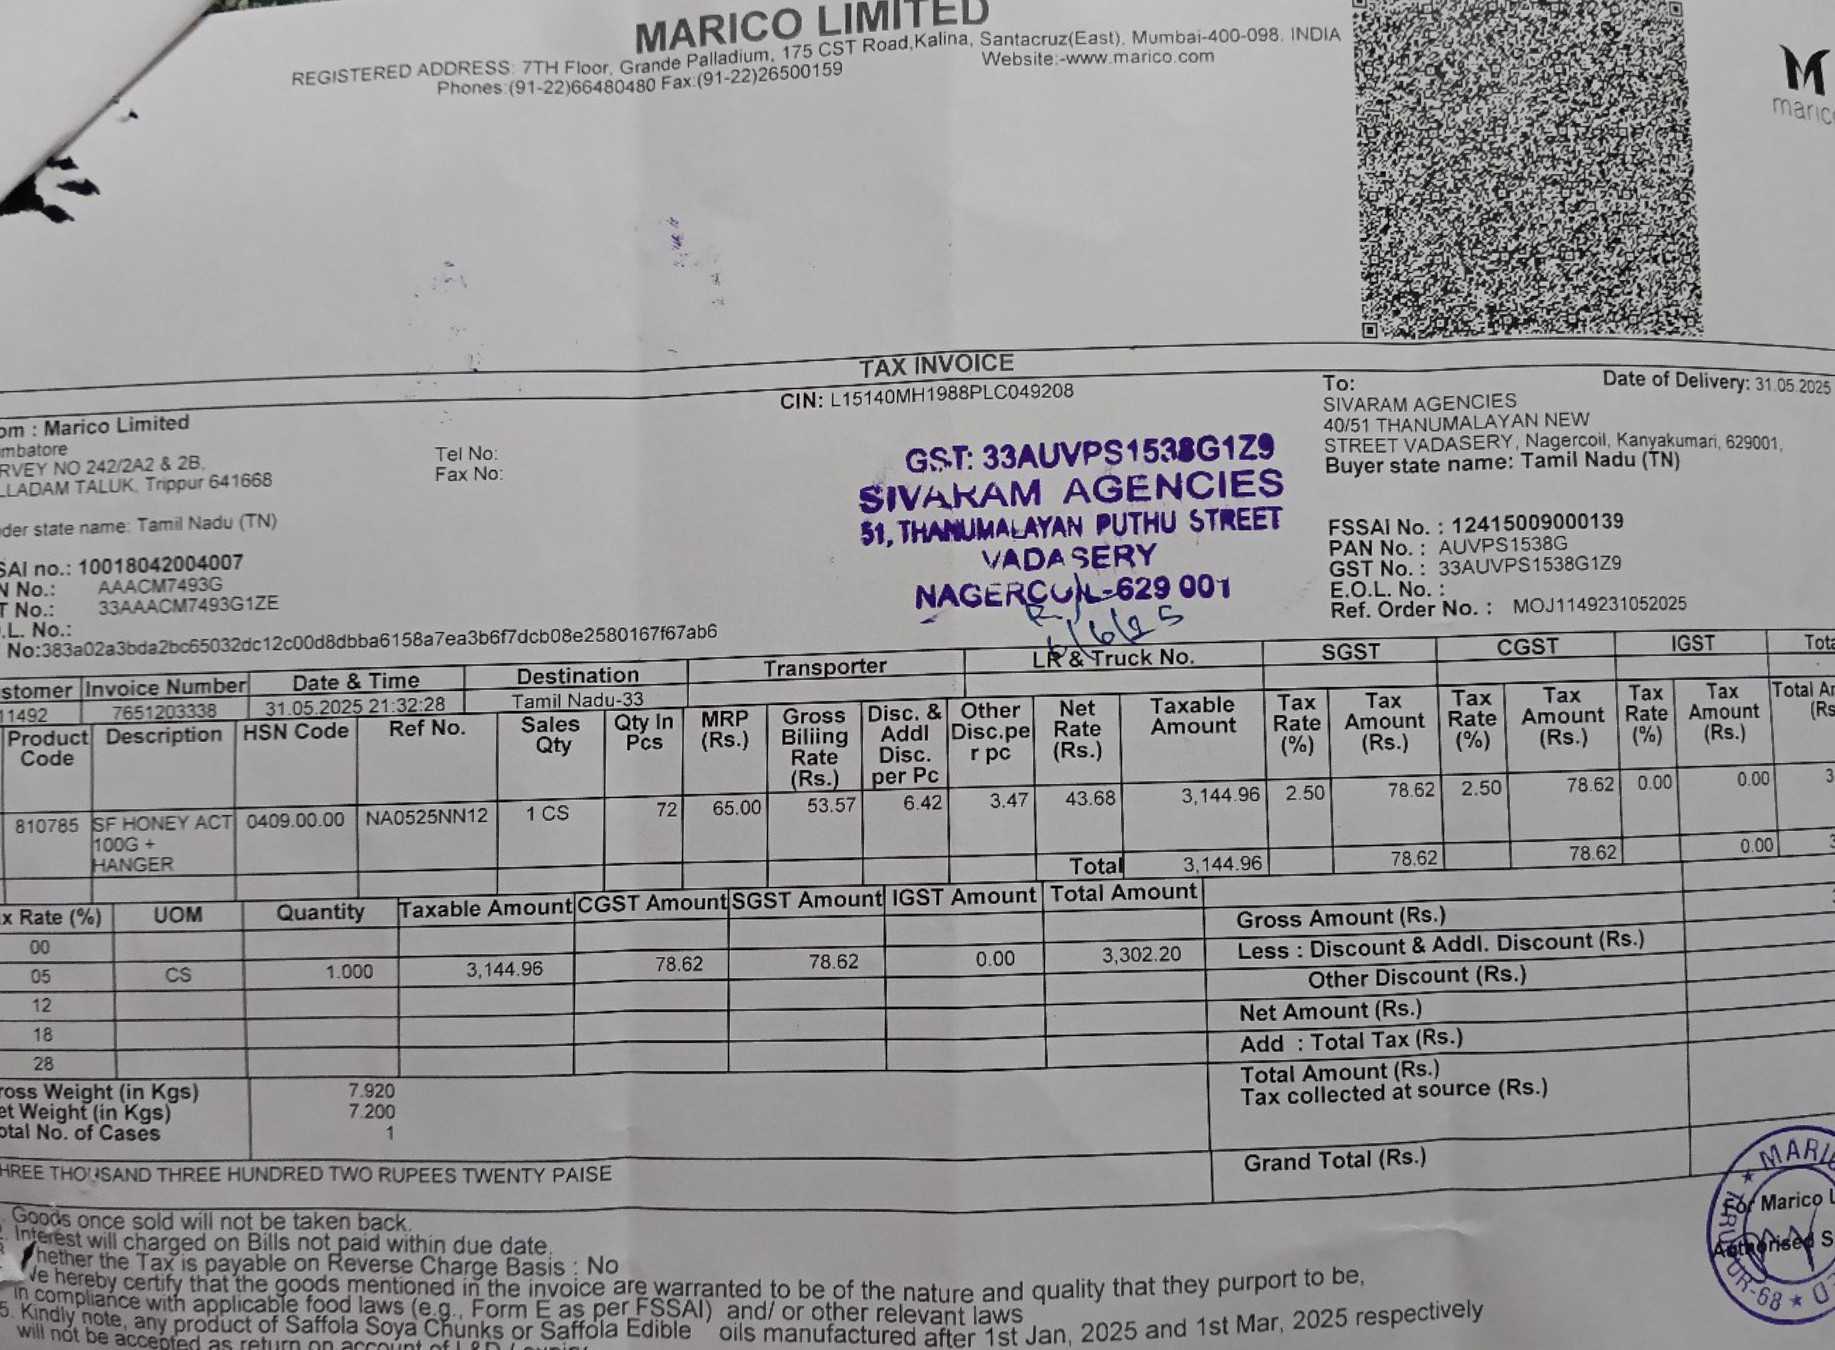 MARICO LIMITED
REGISTERED ADDRESS: 7TH Floor, Grande Palladium, 175 CST Road,Kalina, Santacruz(East), Mumbai-400-098. INDIA
Phones:(91-22)66480480 Fax:(91-22)26500159
Website:-www.marico.com
marico
TAX INVOICE
CIN: L15140MH1988PLC049208
To:
Date of Delivery: 31.05.2025
SIVARAM AGENCIES
40/51 THANUMALAYAN NEW
STREET VADASERY, Nagercoil, Kanyakumari, 629001,
Buyer state name: Tamil Nadu (TN)
FSSAI No. : 12415009000139
PAN No. : AUVPS1538G
GST No. : 33AUVPS1538G1Z9
E.O.L. No. :
Ref. Order No. : MOJ1149231052025
om : Marico Limited
mbatore
RVEY NO 242/2A2 & 2B,
LLADAM TALUK, Trippur 641668
der state name: Tamil Nadu (TN)
SAI no.: 10018042004007
N No.: AAACM7493G
T No.: 33AAACM7493G1ZE
.L. No.:
No:383a02a3bda2bc65032dc12c00d8dbba6158a7ea3b6f7dcb08e2580167f67ab6
Tel No:
Fax No:
GST: 33AUVPS1538G1Z9
SIVARAM AGENCIES
51, THANUMALAYAN PUTHU STREET
VADASERY
NAGERCOIL-629 001
6/6/25
stomer Invoice Number Date & Time Destination Transporter LR & Truck No. SGST CGST IGST Tota
11492 7651203338 31.05.2025 21:32:28 Tamil Nadu-33
Product Code Description HSN Code Ref No. Sales Qty Qty In Pcs MRP (Rs.) Gross Biliing Rate (Rs.) Disc. & Addl Disc. per Pc Other Disc.pe r pc Net Rate (Rs.) Taxable Amount Tax Rate (%) Tax Amount (Rs.) Tax Rate (%) Tax Amount (Rs.) Tax Rate (%) Tax Amount (Rs.) Total Am (Rs
810785 SF HONEY ACT 100G + HANGER 0409.00.00 NA0525NN12 1 CS 72 65.00 53.57 6.42 3.47 43.68 3,144.96 2.50 78.62 2.50 78.62 0.00 0.00 3
Total 3,144.96 78.62 78.62 0.00 3
x Rate (%) UOM Quantity Taxable Amount CGST Amount SGST Amount IGST Amount Total Amount
00
05 CS 1.000 3,144.96 78.62 78.62 0.00 3,302.20
12
18
28
Gross Amount (Rs.)
Less : Discount & Addl. Discount (Rs.)
Other Discount (Rs.)
Net Amount (Rs.)
Add : Total Tax (Rs.)
Total Amount (Rs.)
Tax collected at source (Rs.)
Grand Total (Rs.)
ross Weight (in Kgs) 7.920
et Weight (in Kgs) 7.200
otal No. of Cases 1
HREE THOUSAND THREE HUNDRED TWO RUPEES TWENTY PAISE
For Marico L
Authorised S
Goods once sold will not be taken back.
Interest will charged on Bills not paid within due date.
hether the Tax is payable on Reverse Charge Basis : No
We hereby certify that the goods mentioned in the invoice are warranted to be of the nature and quality that they purport to be,
in compliance with applicable food laws (e.g., Form E as per FSSAI) and/ or other relevant laws
5. Kindly note, any product of Saffola Soya Chunks or Saffola Edible oils manufactured after 1st Jan, 2025 and 1st Mar, 2025 respectively
will not be accepted as return on account of